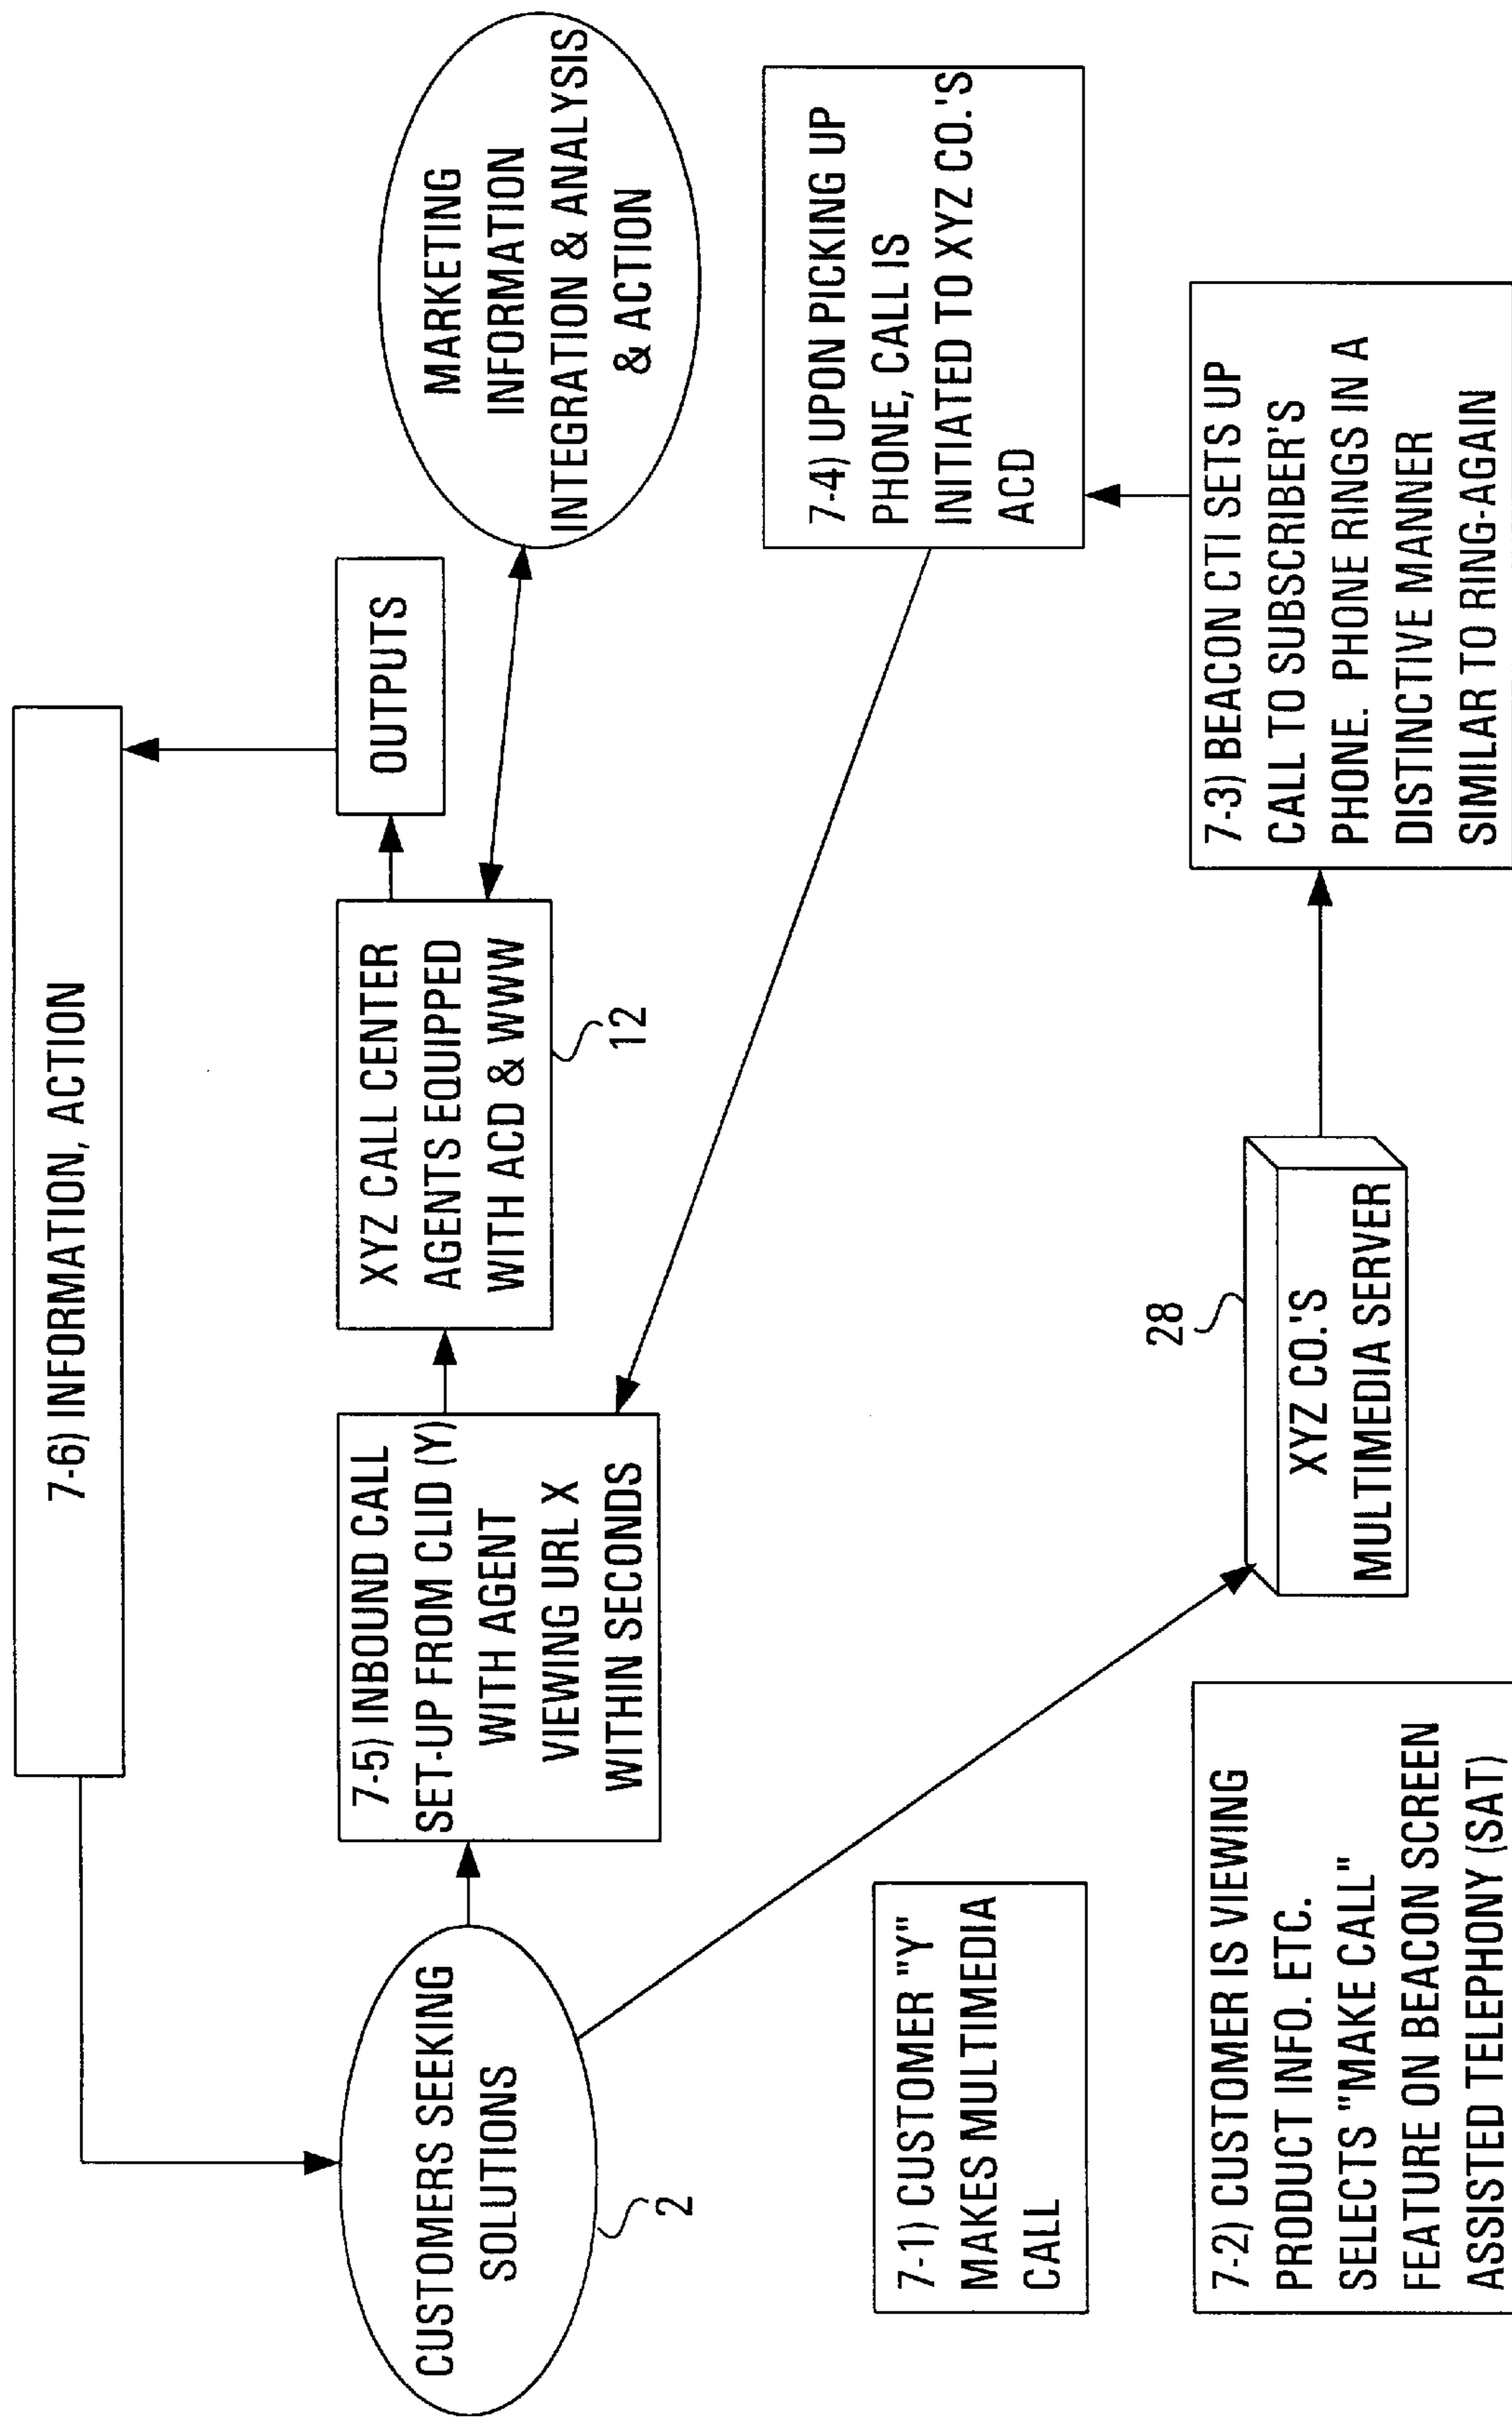 7-6) INFORMATION, ACTION
CUSTOMERS SEEKING
SOLUTIONS
2
7-5) INBOUND CALL
SET-UP FROM CLID (Y)
WITH AGENT
VIEWING URL X
WITHIN SECONDS
XYZ CALL CENTER
AGENTS EQUIPPED
WITH ACD & WWW
12
OUTPUTS
MARKETING
INFORMATION
INTEGRATION & ANALYSIS
& ACTION
7-1) CUSTOMER "Y"
MAKES MULTIMEDIA
CALL
7-4) UPON PICKING UP
PHONE, CALL IS
INITIATED TO XYZ CO.'S
ACD
7-2) CUSTOMER IS VIEWING
PRODUCT INFO. ETC.
SELECTS "MAKE CALL"
FEATURE ON BEACON SCREEN
ASSISTED TELEPHONY (SAT)
28
XYZ CO.'S
MULTIMEDIA SERVER
7-3) BEACON CTI SETS UP
CALL TO SUBSCRIBER'S
PHONE. PHONE RINGS IN A
DISTINCTIVE MANNER
SIMILAR TO RING-AGAIN